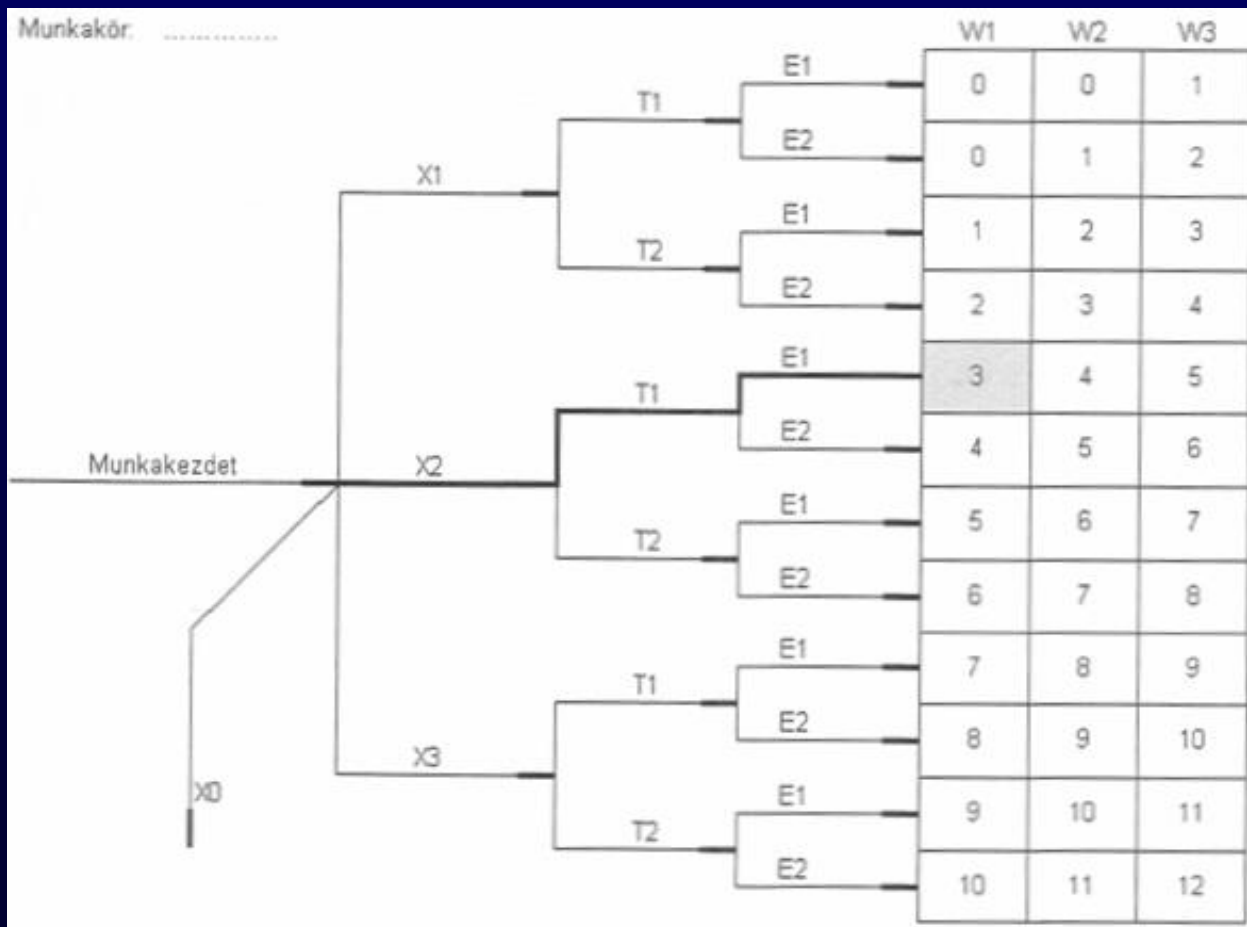 Munkakör: ..............
W1 W2 W3
E1 0 0 1
T1
E2 0 1 2
X1
E1 1 2 3
T2
E2 2 3 4
E1 3 4 5
T1
E2 4 5 6
Munkakezdet X2
E1 5 6 7
T2
E2 6 7 8
E1 7 8 9
T1
E2 8 9 10
X3
X0
E1 9 10 11
T2
E2 10 11 12